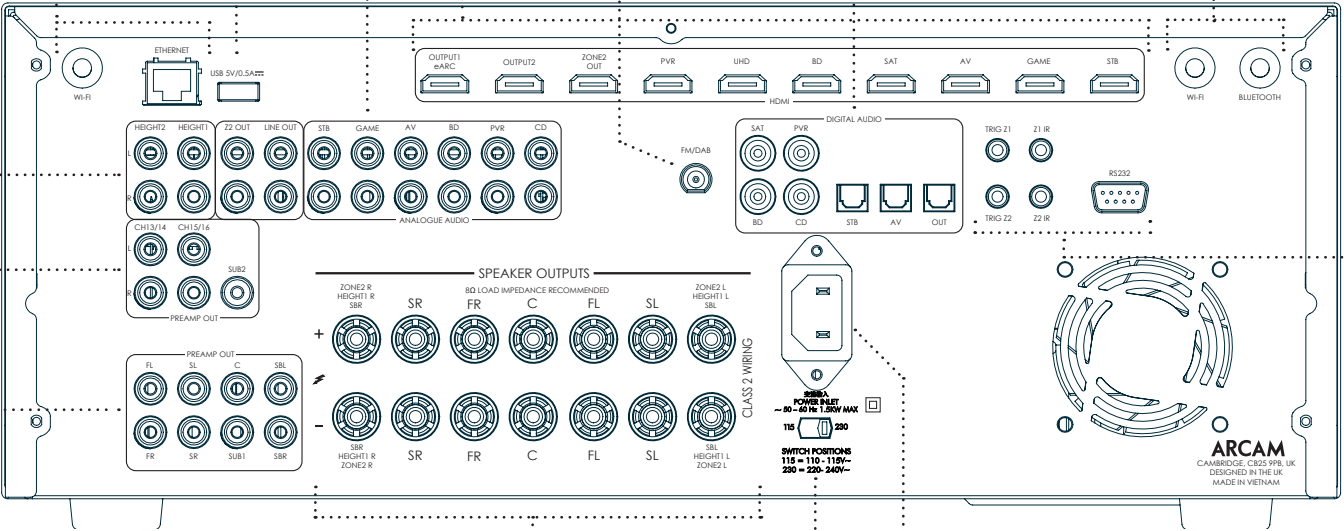 ETHERNET
WI-FI
USB 5V/0.5A
OUTPUT1
eARC
OUTPUT2
ZONE2
OUT
PVR
UHD
BD
SAT
AV
GAME
STB
HDMI
WI-FI
BLUETOOTH
HEIGHT2
HEIGHT1
Z2 OUT
LINE OUT
STB
GAME
AV
BD
PVR
CD
L
R
ANALOGUE AUDIO
FM/DAB
DIGITAL AUDIO
SAT
PVR
BD
CD
STB
AV
OUT
TRIG Z1
Z1 IR
TRIG Z2
Z2 IR
RS232
CH13/14
CH15/16
L
R
SUB2
PREAMP OUT
SPEAKER OUTPUTS
8Ω LOAD IMPEDANCE RECOMMENDED
ZONE2 R
HEIGHT1 R
SBR
SR
FR
C
FL
SL
ZONE2 L
HEIGHT1 L
SBL
+
−
SBR
HEIGHT1 R
ZONE2 R
SR
FR
C
FL
SL
SBL
HEIGHT1 L
ZONE2 L
CLASS 2 WIRING
PREAMP OUT
FL
SL
C
SBL
FR
SR
SUB1
SBR
POWER INLET
~ 50 – 60 Hz 1.5KW MAX
115
230
SWITCH POSITIONS
115 = 110 - 115V~
230 = 220- 240V~
ARCAM
CAMBRIDGE, CB25 9PB, UK
DESIGNED IN THE UK
MADE IN VIETNAM